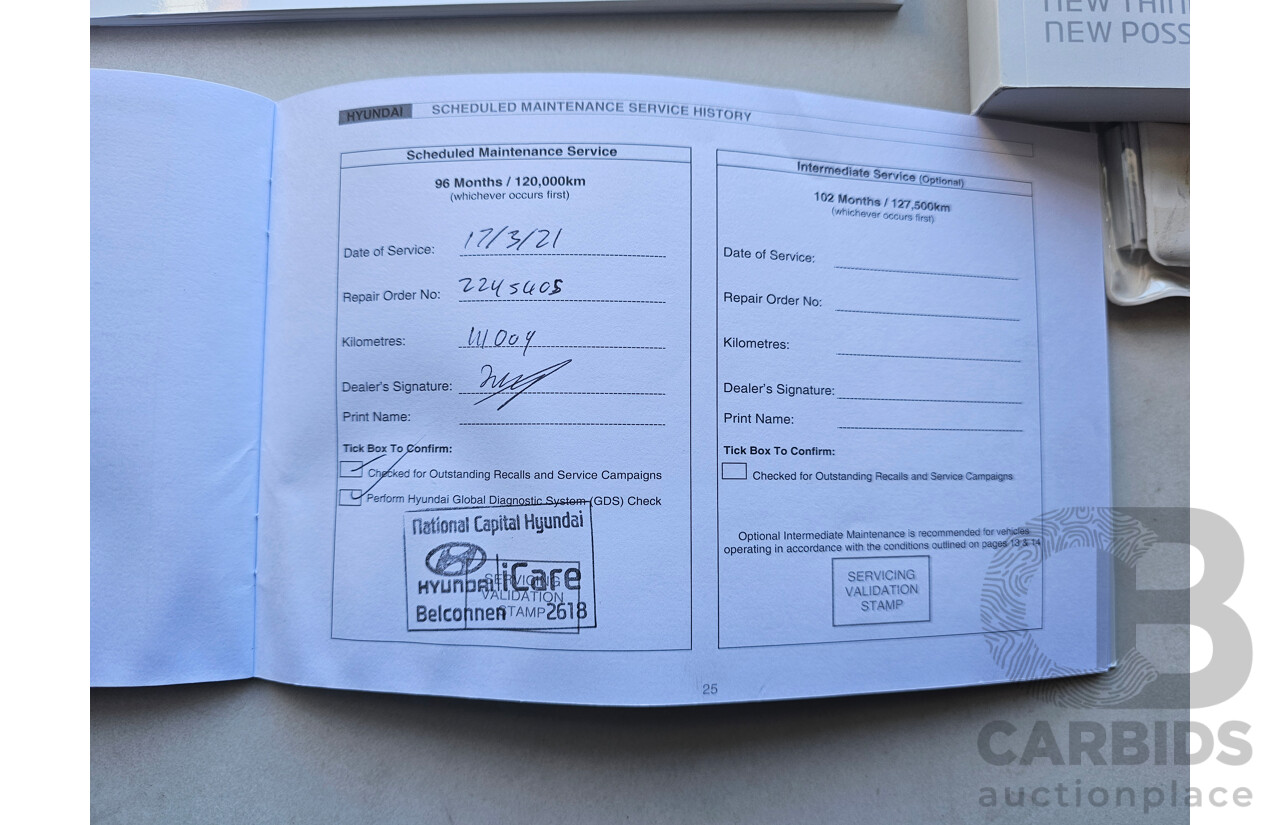 NEW THIN
NEW POSS
HYUNDAI SCHEDULED MAINTENANCE SERVICE HISTORY
Scheduled Maintenance Service
96 Months / 120,000km
(whichever occurs first)
Date of Service: 17/3/21
Repair Order No: 2245405
Kilometres: 111004
Dealer's Signature:
Print Name:
Tick Box To Confirm:
Checked for Outstanding Recalls and Service Campaigns
Perform Hyundai Global Diagnostic System (GDS) Check
National Capital Hyundai
HYUNDAI iCare
Belconnen 2618
SERVICING
VALIDATION
STAMP
Intermediate Service (Optional)
102 Months / 127,500km
(whichever occurs first)
Date of Service:
Repair Order No:
Kilometres:
Dealer's Signature:
Print Name:
Tick Box To Confirm:
Checked for Outstanding Recalls and Service Campaigns
Optional Intermediate Maintenance is recommended for vehicles
operating in accordance with the conditions outlined on pages 13 & 14
SERVICING
VALIDATION
STAMP
25
CB
CARBIDS
auctionplace